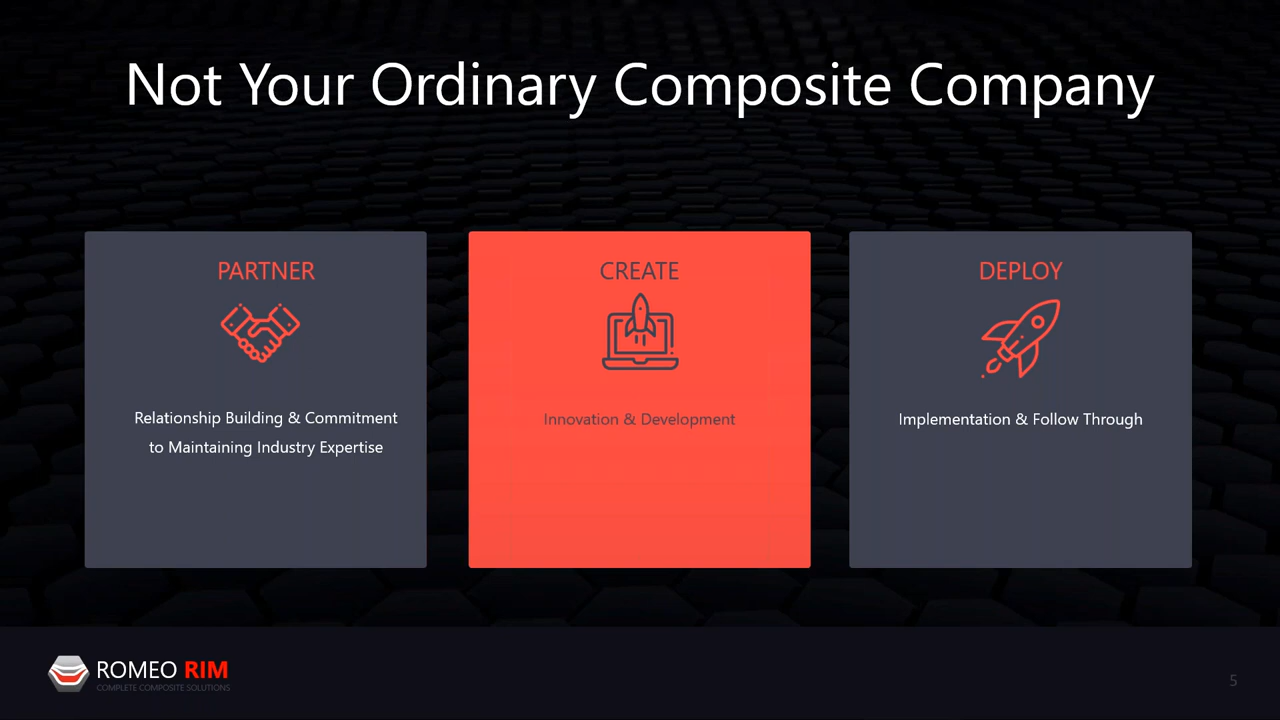 Not Your Ordinary Composite Company
PARTNER
Relationship Building & Commitment
to Maintaining Industry Expertise
CREATE
Innovation & Development
DEPLOY
Implementation & Follow Through
ROMEO RIM
COMPLETE COMPOSITE SOLUTIONS
5